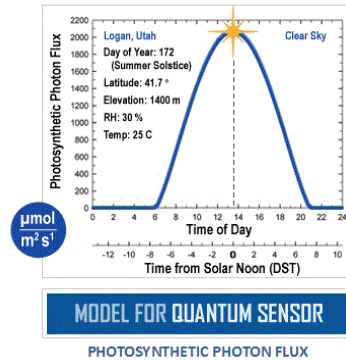 2200
2000
1800
1600
1400
1200
1000
800
600
400
200
0
Photosynthetic Photon Flux
Logan, Utah
Clear Sky
Day of Year: 172
(Summer Solstice)
Latitude: 41.7 °
Elevation: 1400 m
RH: 30 %
Temp: 25 C
µmol
m² s¹
0 2 4 6 8 10 12 14 16 18 20 22 24
Time of Day
-12 -10 -8 -6 -4 -2 0 2 4 6 8 10
Time from Solar Noon (DST)
MODEL FOR QUANTUM SENSOR
PHOTOSYNTHETIC PHOTON FLUX